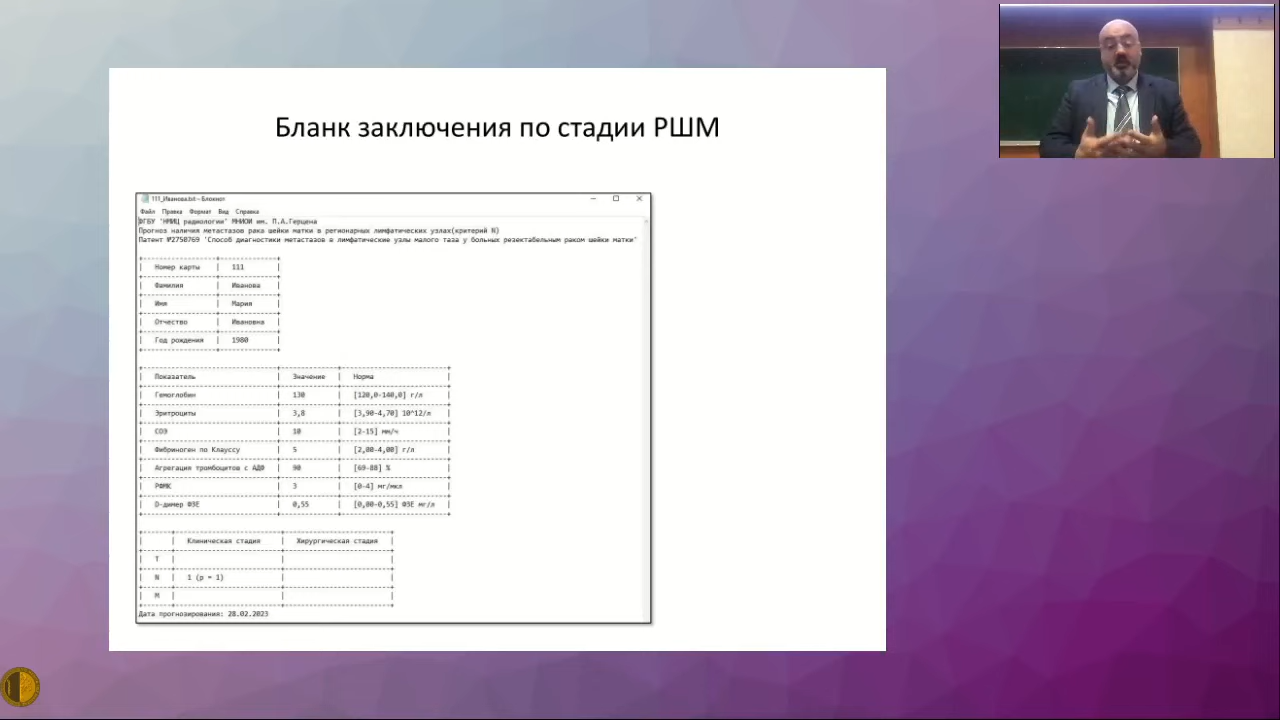 Бланк заключения по стадии РШМ
111_Иванова.txt – Блокнот
Файл Правка Формат Вид Справка
ФГБУ 'НМИЦ радиологии' МНИОИ им. П.А.Герцена
Прогноз наличия метастазов рака шейки матки в регионарных лимфатических узлах(критерий N)
Патент №2750769 'Способ диагностики метастазов в лимфатические узлы малого таза у больных резектабельным раком шейки матки'
Номер карты | 111
Фамилия | Иванова
Имя | Мария
Отчество | Ивановна
Год рождения | 1980
Показатель | Значение | Норма
Гемоглобин | 130 | [120,0-140,0] г/л
Эритроциты | 3,8 | [3,90-4,70] 10^12/л
СОЭ | 10 | [2-15] мм/ч
Фибриноген по Клауссу | 5 | [2,00-4,00] г/л
Агрегация тромбоцитов с АДФ | 90 | [69-80] %
РФМК | 3 | [0-4] мг/мкл
D-димер ФЭЕ | 0,55 | [0,00-0,55] ФЭЕ мг/л
Клиническая стадия | Хирургическая стадия
T
N | 1 (p = 1)
M
Дата прогнозирования: 28.02.2023